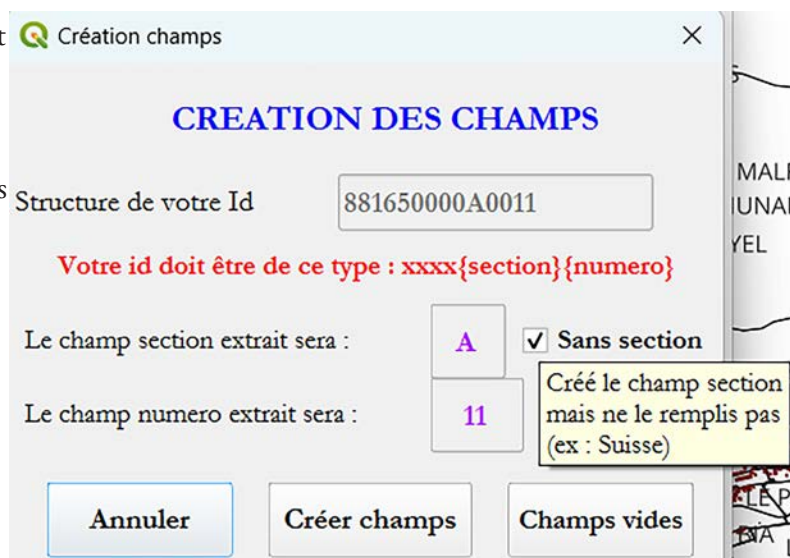 Création champs
CREATION DES CHAMPS
Structure de votre Id
881650000A0011
Votre id doit être de ce type : xxxx{section}{numero}
Le champ section extrait sera :
A
Sans section
Le champ numero extrait sera :
11
Créé le champ section
mais ne le remplis pas
(ex : Suisse)
Annuler
Créer champs
Champs vides
YEL